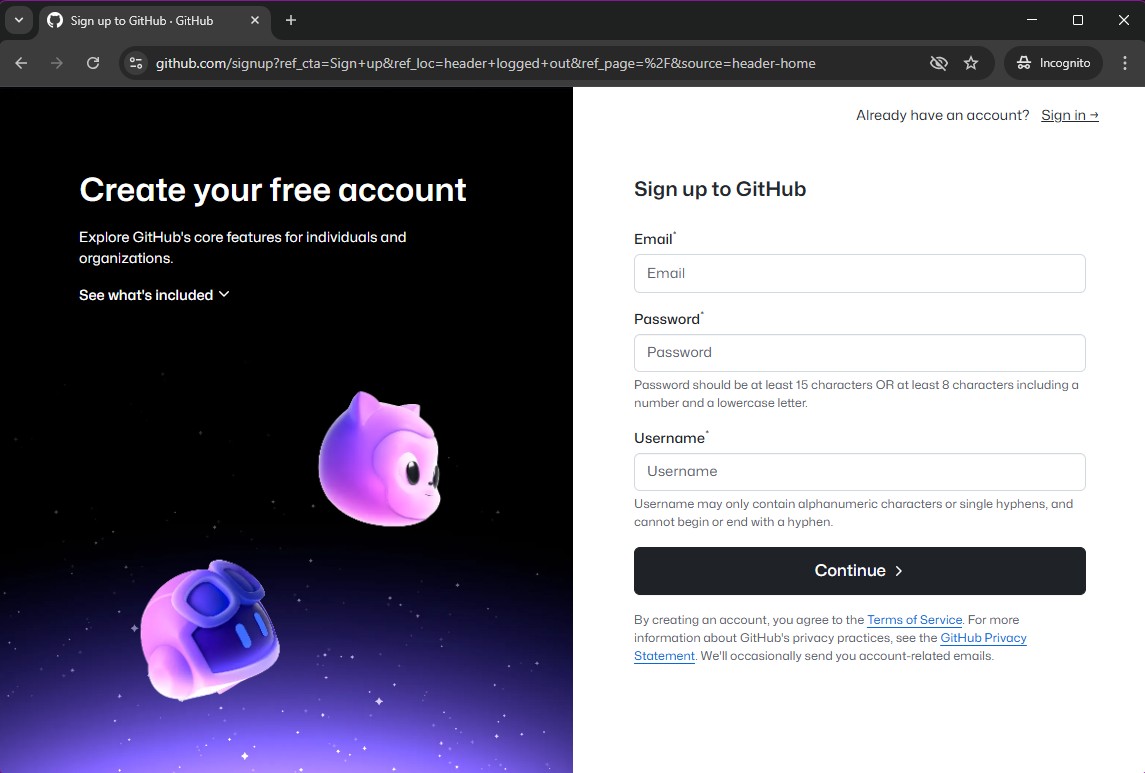 Sign up to GitHub · GitHub
github.com/signup?ref_cta=Sign+up&ref_loc=header+logged+out&ref_page=%2F&source=header-home
Incognito
Already have an account? Sign in →
Create your free account
Explore GitHub's core features for individuals and
organizations.
See what's included
Sign up to GitHub
Email*
Email
Password*
Password
Password should be at least 15 characters OR at least 8 characters including a
number and a lowercase letter.
Username*
Username
Username may only contain alphanumeric characters or single hyphens, and
cannot begin or end with a hyphen.
Continue
By creating an account, you agree to the Terms of Service. For more
information about GitHub's privacy practices, see the GitHub Privacy
Statement. We'll occasionally send you account-related emails.